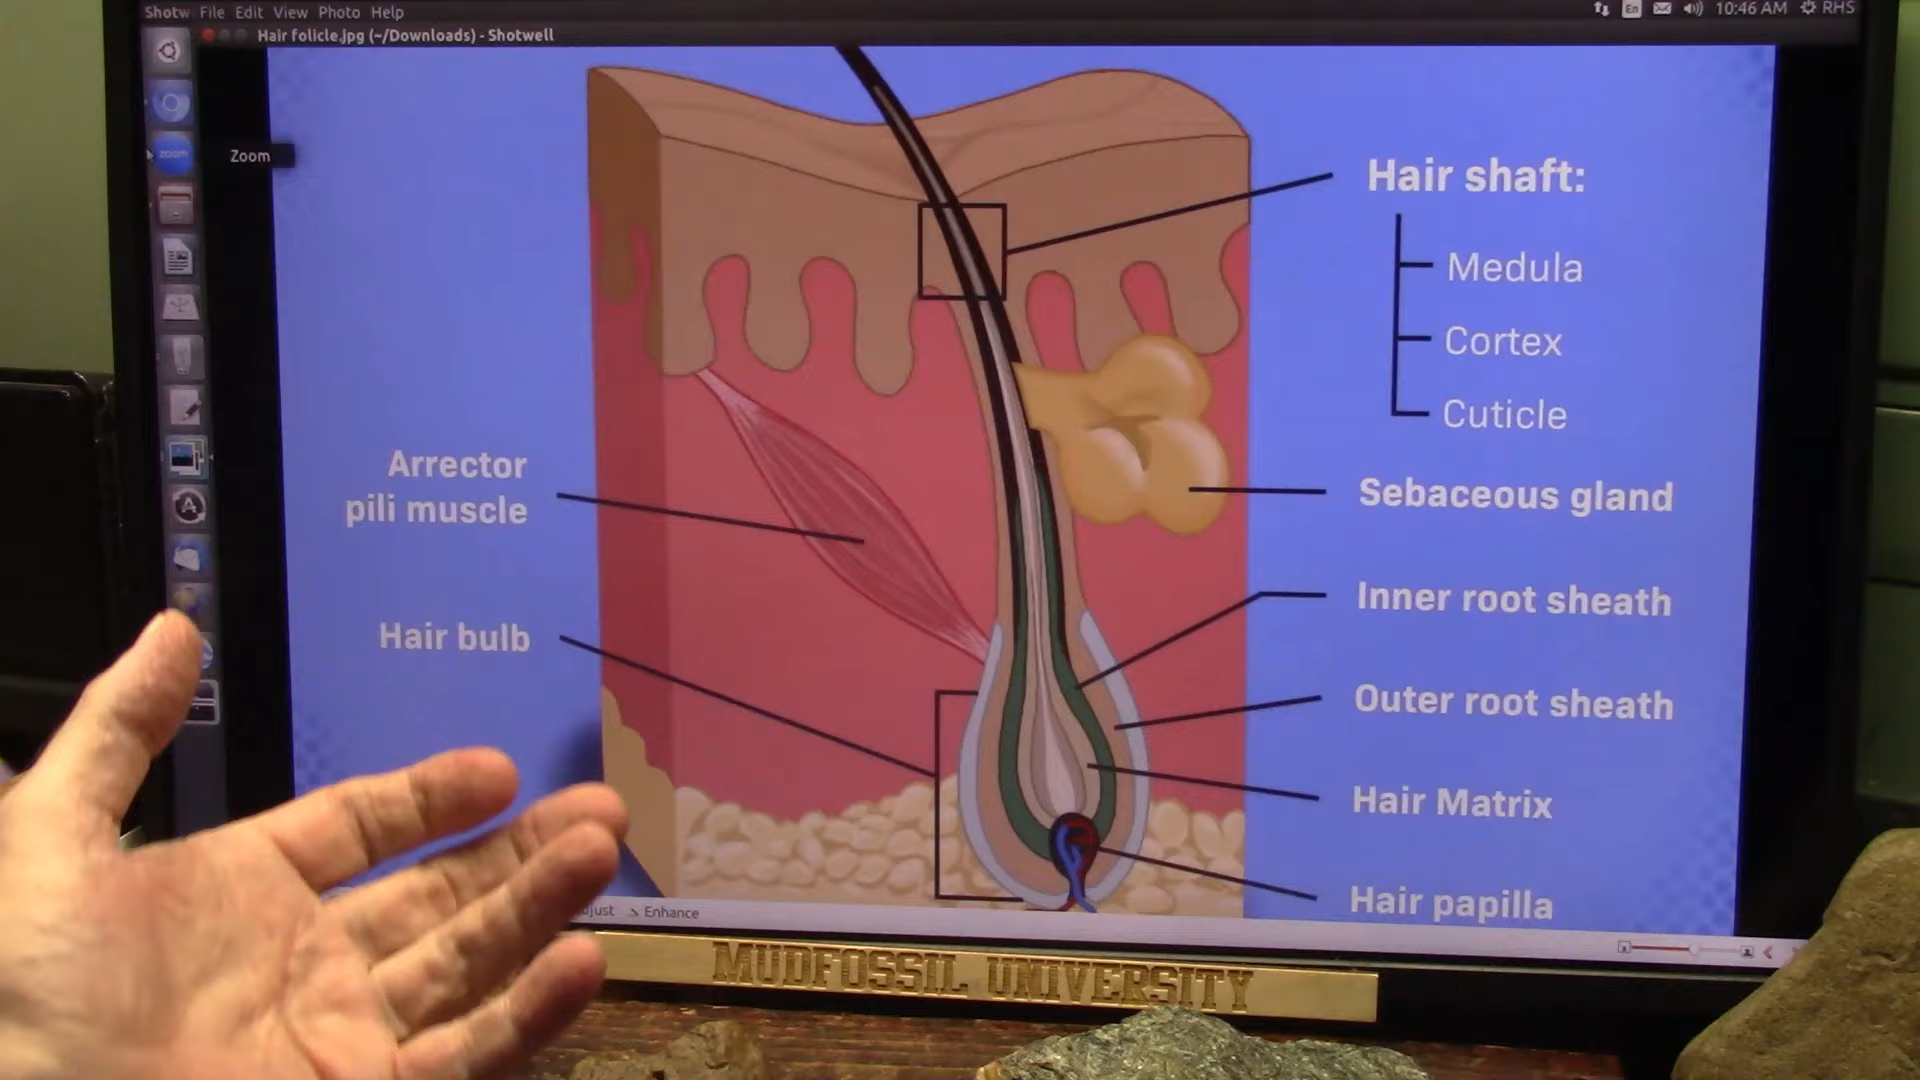 Shotw File Edit View Photo Help
En 10:46 AM RHS
Hair folicle.jpg (~/Downloads) - Shotwell
zoom
Zoom
Hair shaft:
Medula
Cortex
Cuticle
Arrector
pili muscle
Sebaceous gland
Hair bulb
Inner root sheath
Outer root sheath
Hair Matrix
Hair papilla
Enhance
MUDFOSSIL UNIVERSITY